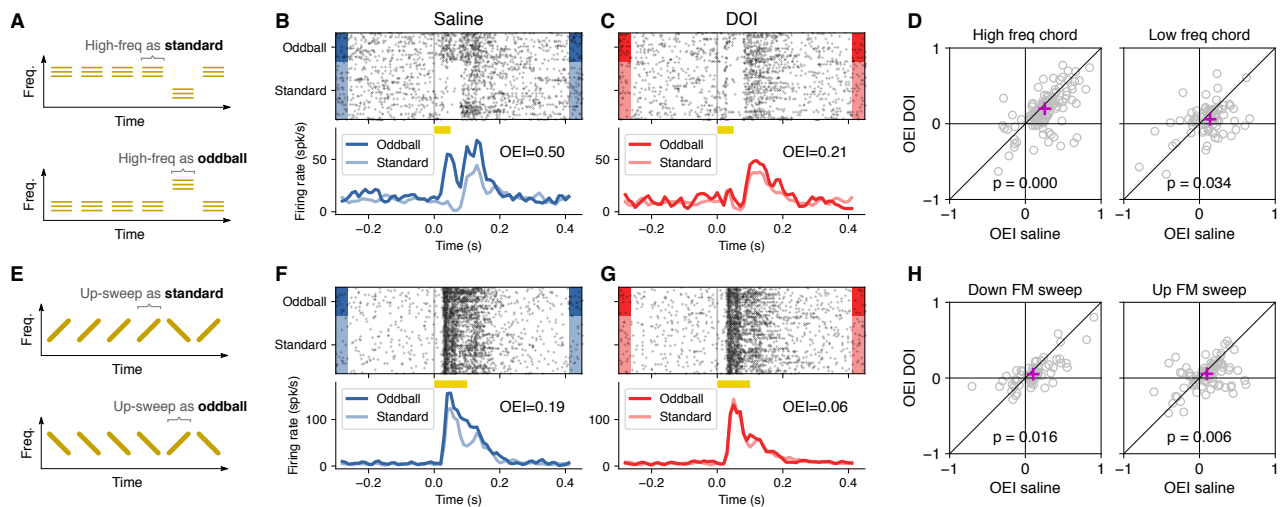 A
High-freq as standard
Freq.
Time
High-freq as oddball
Freq.
Time
B
Saline
Oddball
Standard
Oddball
Standard
OEI=0.50
Firing rate (spk/s)
50
0
−0.2
0.0
0.2
0.4
Time (s)
C
DOI
Oddball
Standard
OEI=0.21
50
0
−0.2
0.0
0.2
0.4
Time (s)
D
High freq chord
Low freq chord
OEI DOI
1
0
−1
p = 0.000
p = 0.034
−1
0
1
−1
0
1
OEI saline
OEI saline
E
Up-sweep as standard
Freq.
Time
Up-sweep as oddball
Freq.
Time
F
Oddball
Standard
Oddball
Standard
OEI=0.19
Firing rate (spk/s)
100
0
−0.2
0.0
0.2
0.4
Time (s)
G
Oddball
Standard
OEI=0.06
100
0
−0.2
0.0
0.2
0.4
Time (s)
H
Down FM sweep
Up FM sweep
OEI DOI
1
0
−1
p = 0.016
p = 0.006
−1
0
1
−1
0
1
OEI saline
OEI saline